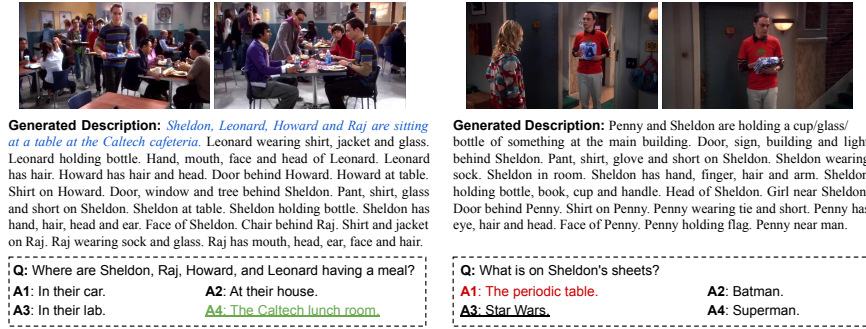 Generated Description: Sheldon, Leonard, Howard and Raj are sitting
at a table at the Caltech cafeteria. Leonard wearing shirt, jacket and glass.
Leonard holding bottle. Hand, mouth, face and head of Leonard. Leonard
has hair. Howard has hair and head. Door behind Howard. Howard at table.
Shirt on Howard. Door, window and tree behind Sheldon. Pant, shirt, glass
and short on Sheldon. Sheldon at table. Sheldon holding bottle. Sheldon has
hand, hair, head and ear. Face of Sheldon. Chair behind Raj. Shirt and jacket
on Raj. Raj wearing sock and glass. Raj has mouth, head, ear, face and hair.
Q: Where are Sheldon, Raj, Howard, and Leonard having a meal?
A1: In their car. A2: At their house.
A3: In their lab. A4: The Caltech lunch room.
Generated Description: Penny and Sheldon are holding a cup/glass/
bottle of something at the main building. Door, sign, building and light
behind Sheldon. Pant, shirt, glove and short on Sheldon. Sheldon wearing
sock. Sheldon in room. Sheldon has hand, finger, hair and arm. Sheldon
holding bottle, book, cup and handle. Head of Sheldon. Girl near Sheldon.
Door behind Penny. Shirt on Penny. Penny wearing tie and short. Penny has
eye, hair and head. Face of Penny. Penny holding flag. Penny near man.
Q: What is on Sheldon's sheets?
A1: The periodic table. A2: Batman.
A3: Star Wars. A4: Superman.